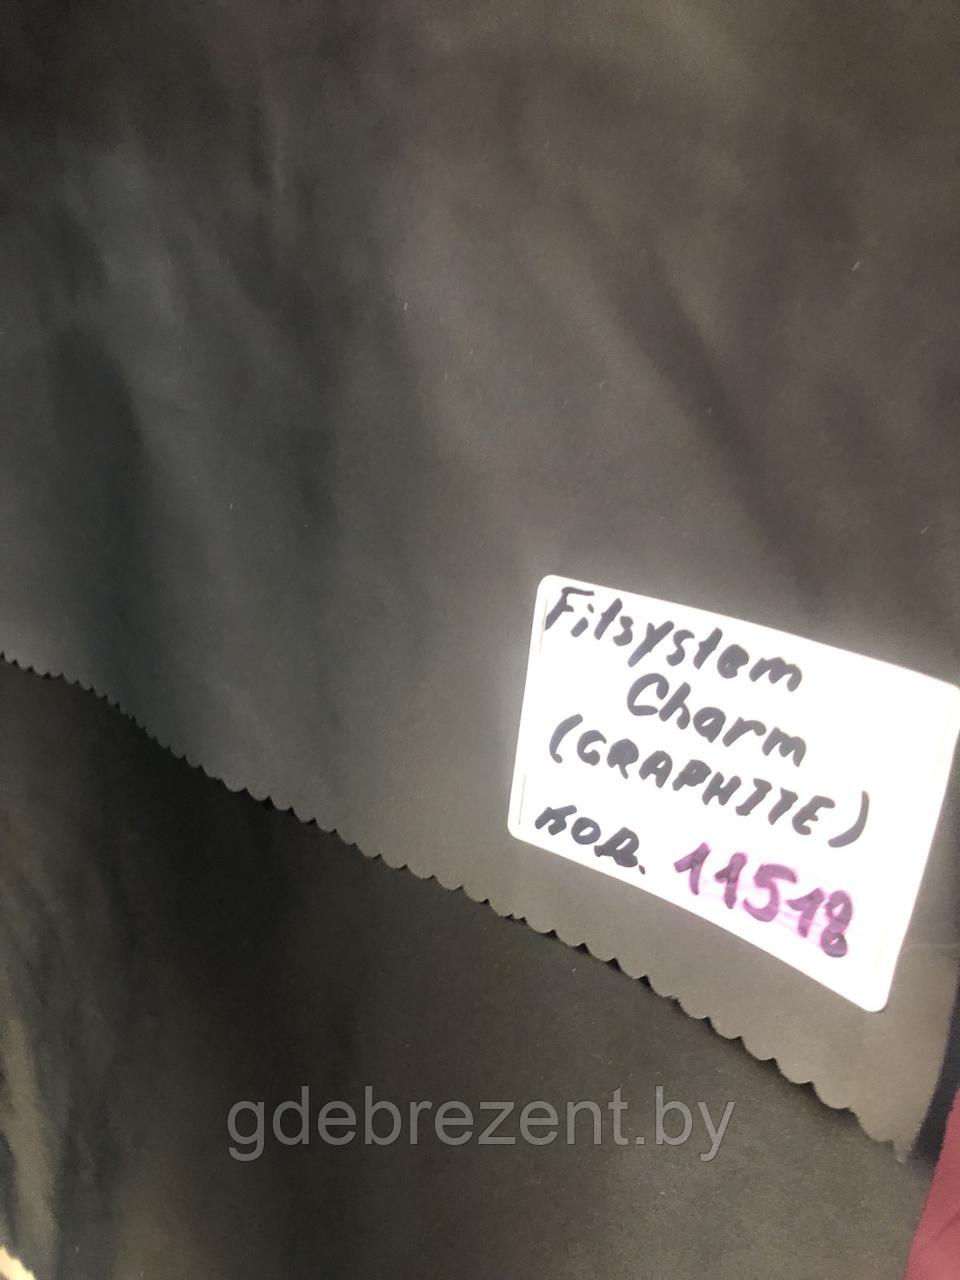 Fitsystem
Charm
(GRAPHITE)
код. 11518
gdebrezent.by